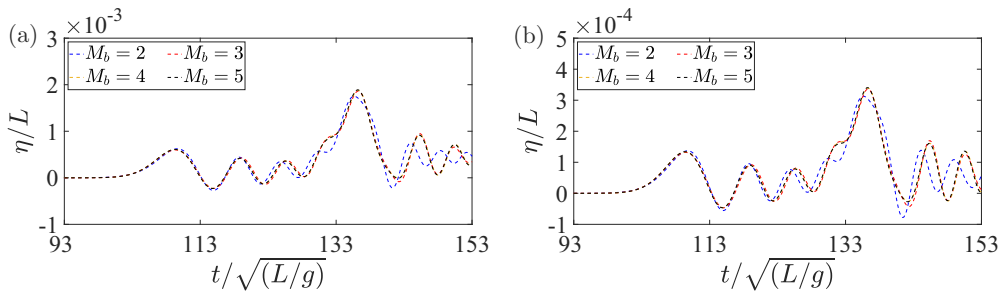 (a)
×10^{-3}
3
2
1
0
-1
η/L
M_b = 2
M_b = 3
M_b = 4
M_b = 5
93
113
133
153
t/√(L/g)
(b)
×10^{-4}
5
4
3
2
1
0
-1
η/L
M_b = 2
M_b = 3
M_b = 4
M_b = 5
93
113
133
153
t/√(L/g)